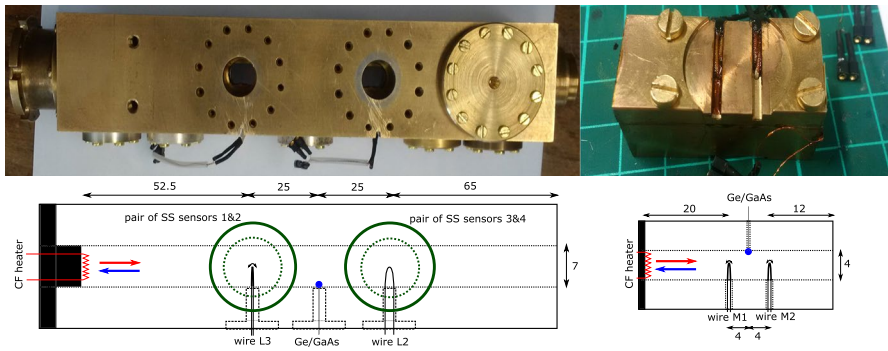 52.5 25 25 65
pair of SS sensors 1&2 pair of SS sensors 3&4
CF heater
7
wire L3 Ge/GaAs wire L2
Ge/GaAs
20 12
CF heater
4
wire M1 wire M2
4 4